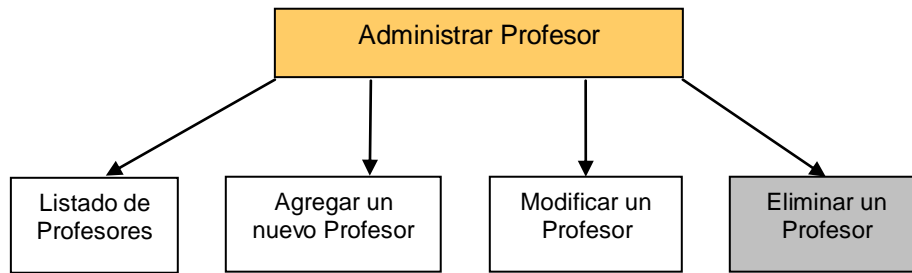 Administrar Profesor
Listado de
Profesores
Agregar un
nuevo Profesor
Modificar un
Profesor
Eliminar un
Profesor